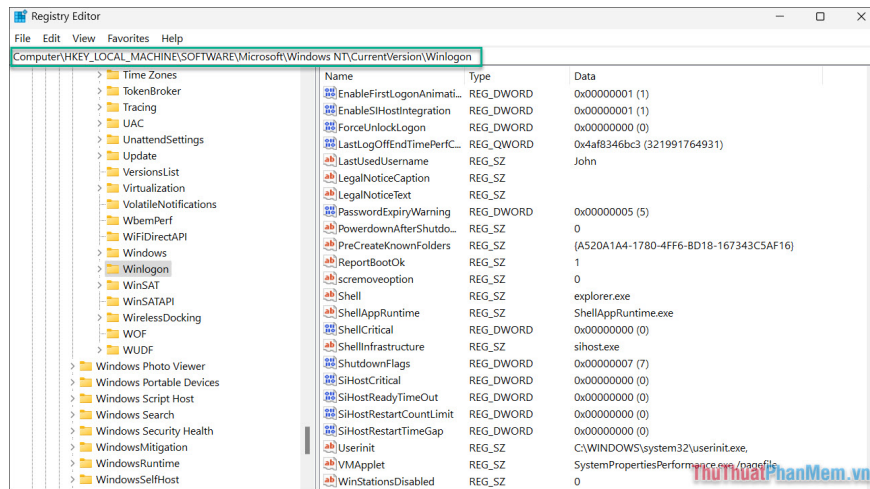 Registry Editor
File Edit View Favorites Help
Computer\HKEY_LOCAL_MACHINE\SOFTWARE\Microsoft\Windows NT\CurrentVersion\Winlogon
Time Zones
TokenBroker
Tracing
UAC
UnattendSettings
Update
VersionsList
Virtualization
VolatileNotifications
WbemPerf
WiFiDirectAPI
Windows
Winlogon
WinSAT
WinSATAPI
WirelessDocking
WOF
WUDF
Windows Photo Viewer
Windows Portable Devices
Windows Script Host
Windows Search
Windows Security Health
WindowsMitigation
WindowsRuntime
WindowsSelfHost
Name Type Data
EnableFirstLogonAnimati... REG_DWORD 0x00000001 (1)
EnableSIHostIntegration REG_DWORD 0x00000001 (1)
ForceUnlockLogon REG_DWORD 0x00000000 (0)
LastLogOffEndTimePerfC... REG_QWORD 0x4af8346bc3 (321991764931)
LastUsedUsername REG_SZ John
LegalNoticeCaption REG_SZ
LegalNoticeText REG_SZ
PasswordExpiryWarning REG_DWORD 0x00000005 (5)
PowerdownAfterShutdo... REG_SZ 0
PreCreateKnownFolders REG_SZ {A520A1A4-1780-4FF6-BD18-167343C5AF16}
ReportBootOk REG_SZ 1
scremoveoption REG_SZ 0
Shell REG_SZ explorer.exe
ShellAppRuntime REG_SZ ShellAppRuntime.exe
ShellCritical REG_DWORD 0x00000000 (0)
ShellInfrastructure REG_SZ sihost.exe
ShutdownFlags REG_DWORD 0x00000007 (7)
SiHostCritical REG_DWORD 0x00000000 (0)
SiHostReadyTimeOut REG_DWORD 0x00000000 (0)
SiHostRestartCountLimit REG_DWORD 0x00000000 (0)
SiHostRestartTimeGap REG_DWORD 0x00000000 (0)
Userinit REG_SZ C:\WINDOWS\system32\userinit.exe,
VMApplet REG_SZ SystemPropertiesPerformance.exe /pagefile
WinStationsDisabled REG_SZ 0
ThuThuatPhanMem.vn